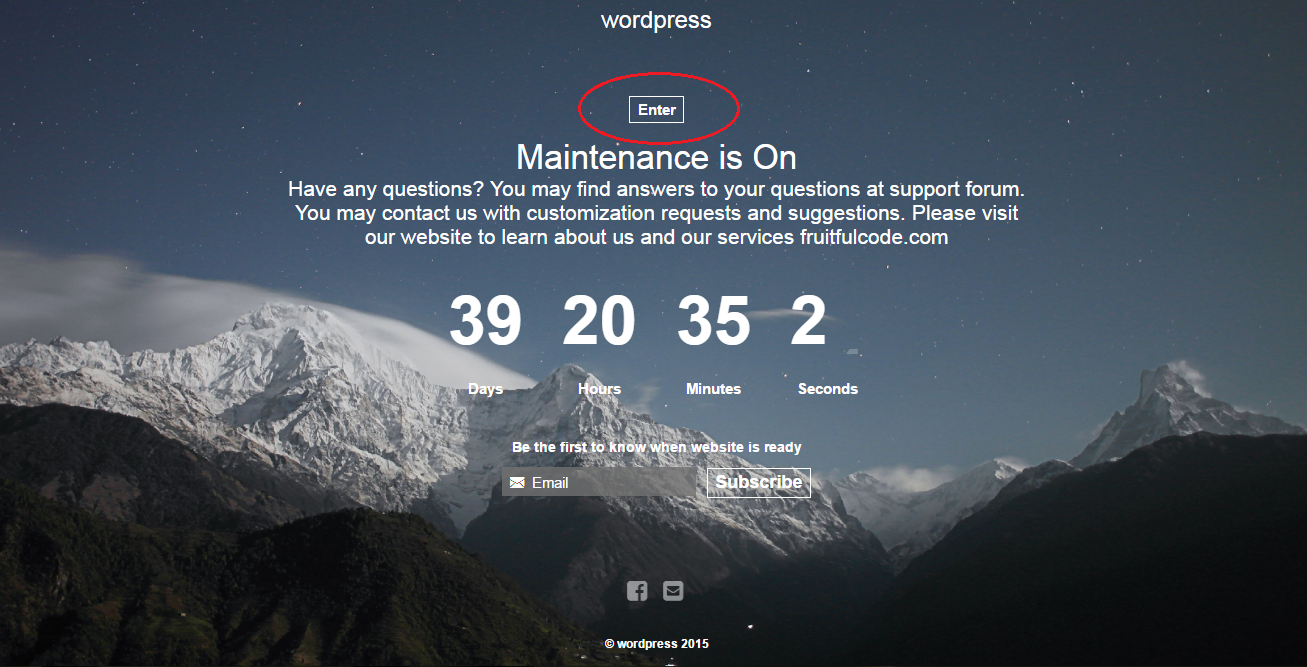 wordpress
Enter
Maintenance is On
Have any questions? You may find answers to your questions at support forum.
You may contact us with customization requests and suggestions. Please visit
our website to learn about us and our services fruitfulcode.com
39 20 35 2
Days Hours Minutes Seconds
Be the first to know when website is ready
Email Subscribe
© wordpress 2015